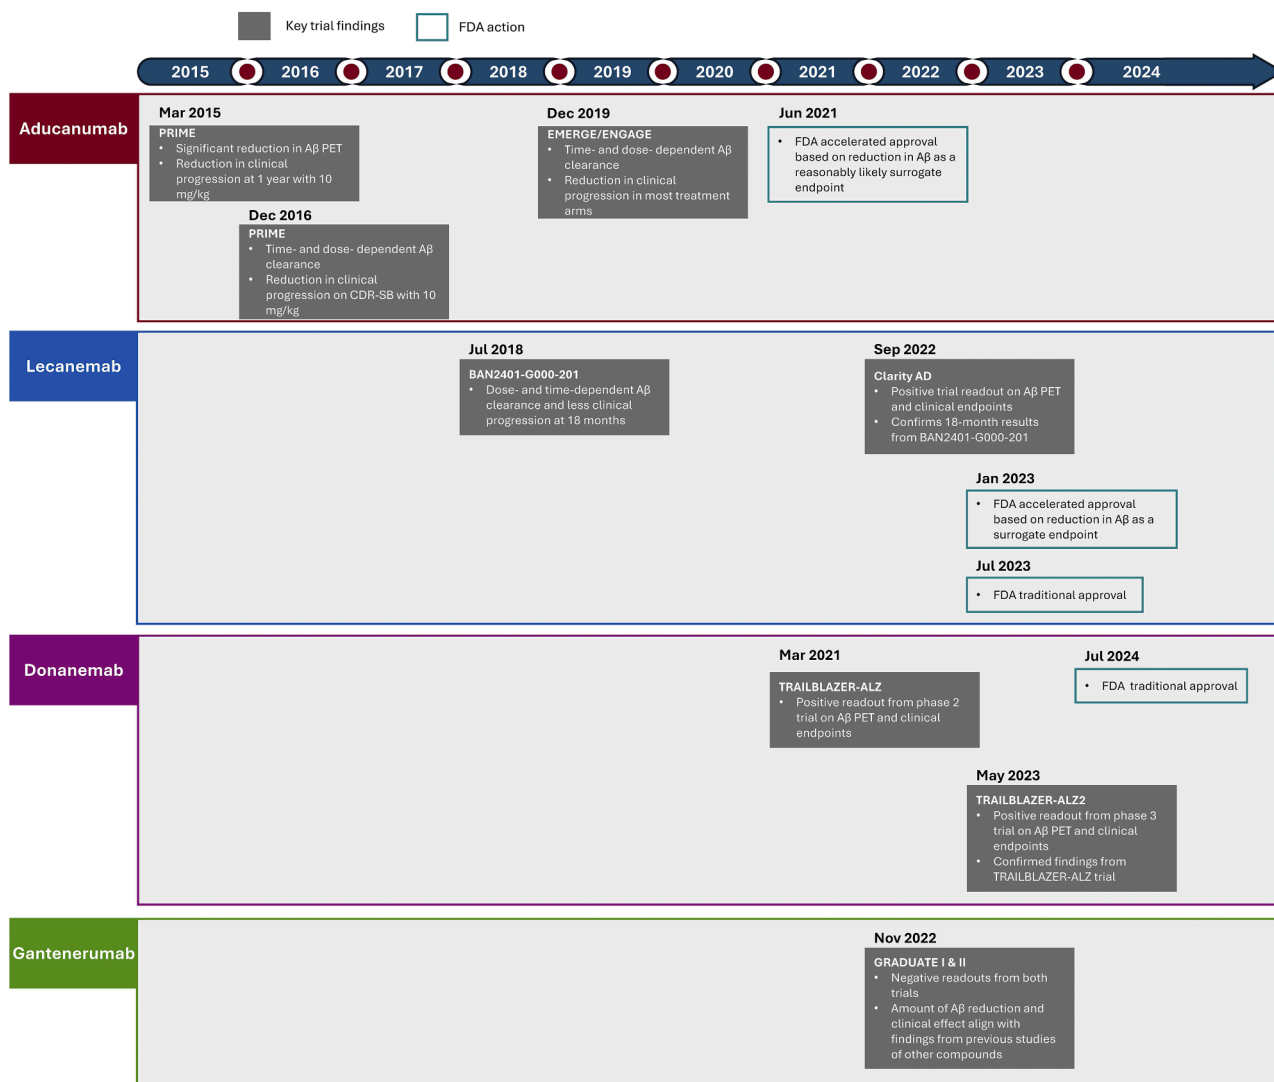 Key trial findings
FDA action
2015 2016 2017 2018 2019 2020 2021 2022 2023 2024
Aducanumab
Mar 2015
PRIME
• Significant reduction in Aβ PET
• Reduction in clinical
progression at 1 year with 10
mg/kg
Dec 2016
PRIME
• Time- and dose- dependent Aβ
clearance
• Reduction in clinical
progression on CDR-SB with 10
mg/kg
Dec 2019
EMERGE/ENGAGE
• Time- and dose- dependent Aβ
clearance
• Reduction in clinical
progression in most treatment
arms
Jun 2021
• FDA accelerated approval
based on reduction in Aβ as a
reasonably likely surrogate
endpoint
Lecanemab
Jul 2018
BAN2401-G000-201
• Dose- and time-dependent Aβ
clearance and less clinical
progression at 18 months
Sep 2022
Clarity AD
• Positive trial readout on Aβ PET
and clinical endpoints
• Confirms 18-month results
from BAN2401-G000-201
Jan 2023
• FDA accelerated approval
based on reduction in Aβ as a
surrogate endpoint
Jul 2023
• FDA traditional approval
Donanemab
Mar 2021
TRAILBLAZER-ALZ
• Positive readout from phase 2
trial on Aβ PET and clinical
endpoints
Jul 2024
• FDA traditional approval
May 2023
TRAILBLAZER-ALZ2
• Positive readout from phase 3
trial on Aβ PET and clinical
endpoints
• Confirmed findings from
TRAILBLAZER-ALZ trial
Gantenerumab
Nov 2022
GRADUATE I & II
• Negative readouts from both
trials
• Amount of Aβ reduction and
clinical effect align with
findings from previous studies
of other compounds